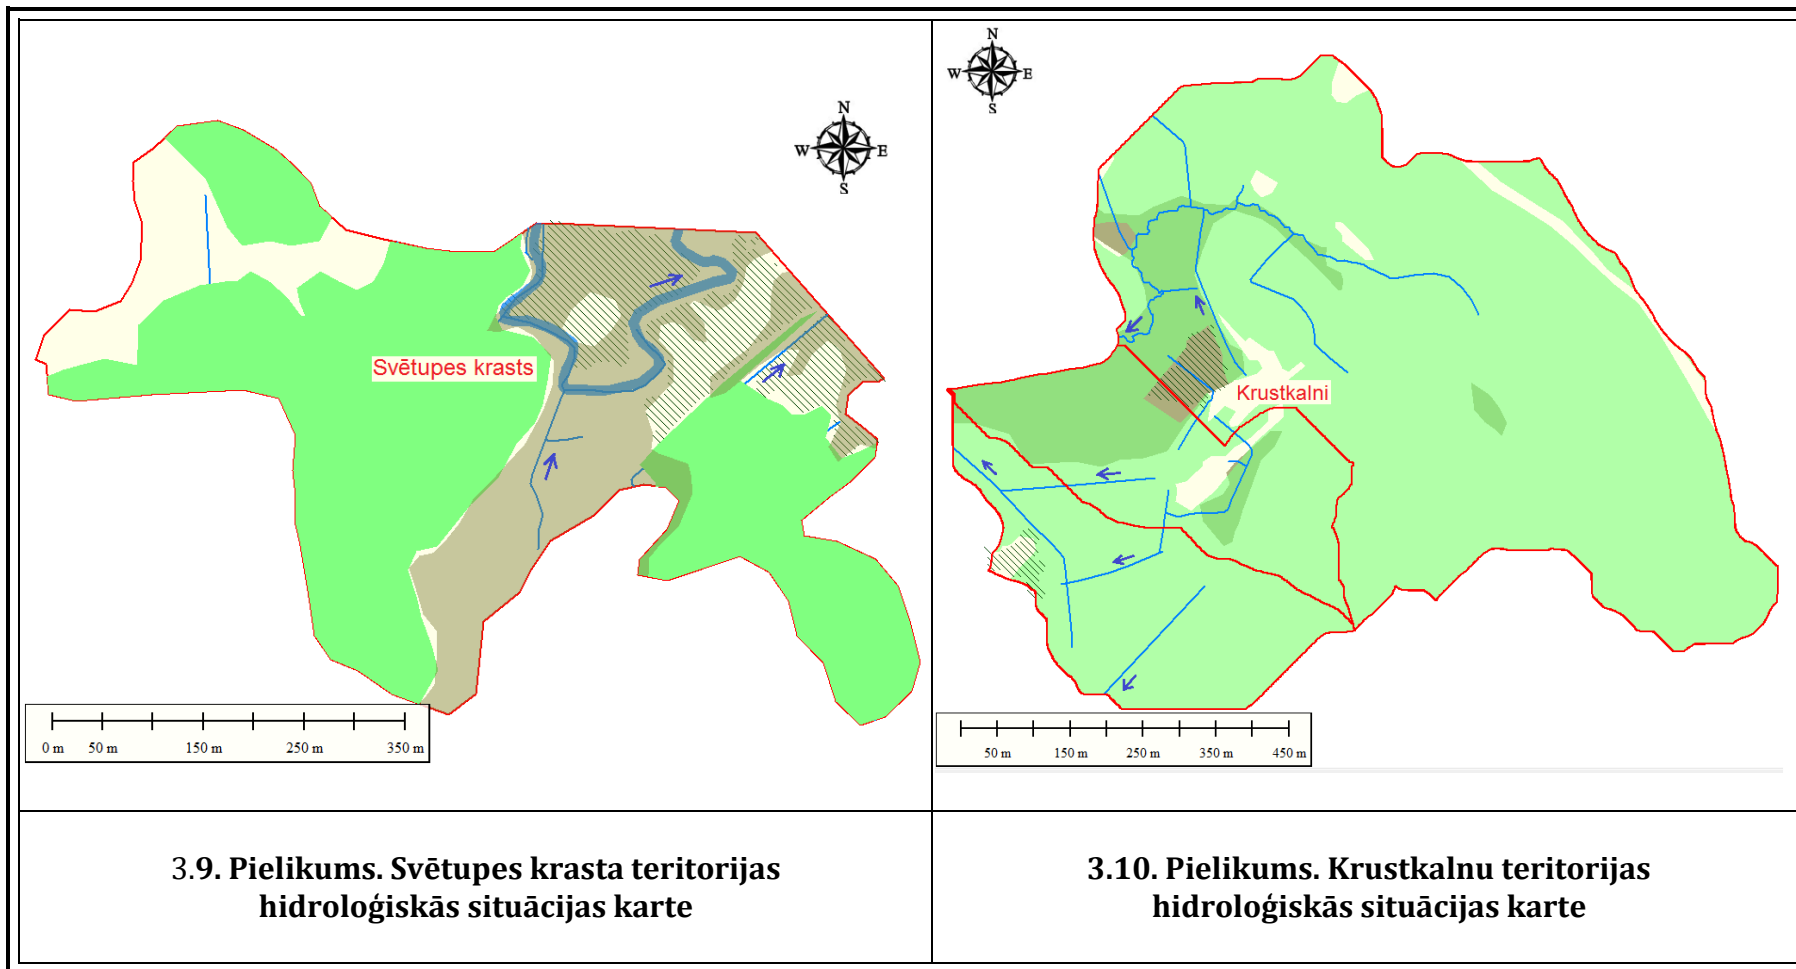 N
W E
S
Svētupes krasts
0 m 50 m 150 m 250 m 350 m
3.9. Pielikums. Svētupes krasta teritorijas
hidroloģiskās situācijas karte
N
W E
S
Krustkalni
50 m 150 m 250 m 350 m 450 m
3.10. Pielikums. Krustkalnu teritorijas
hidroloģiskās situācijas karte